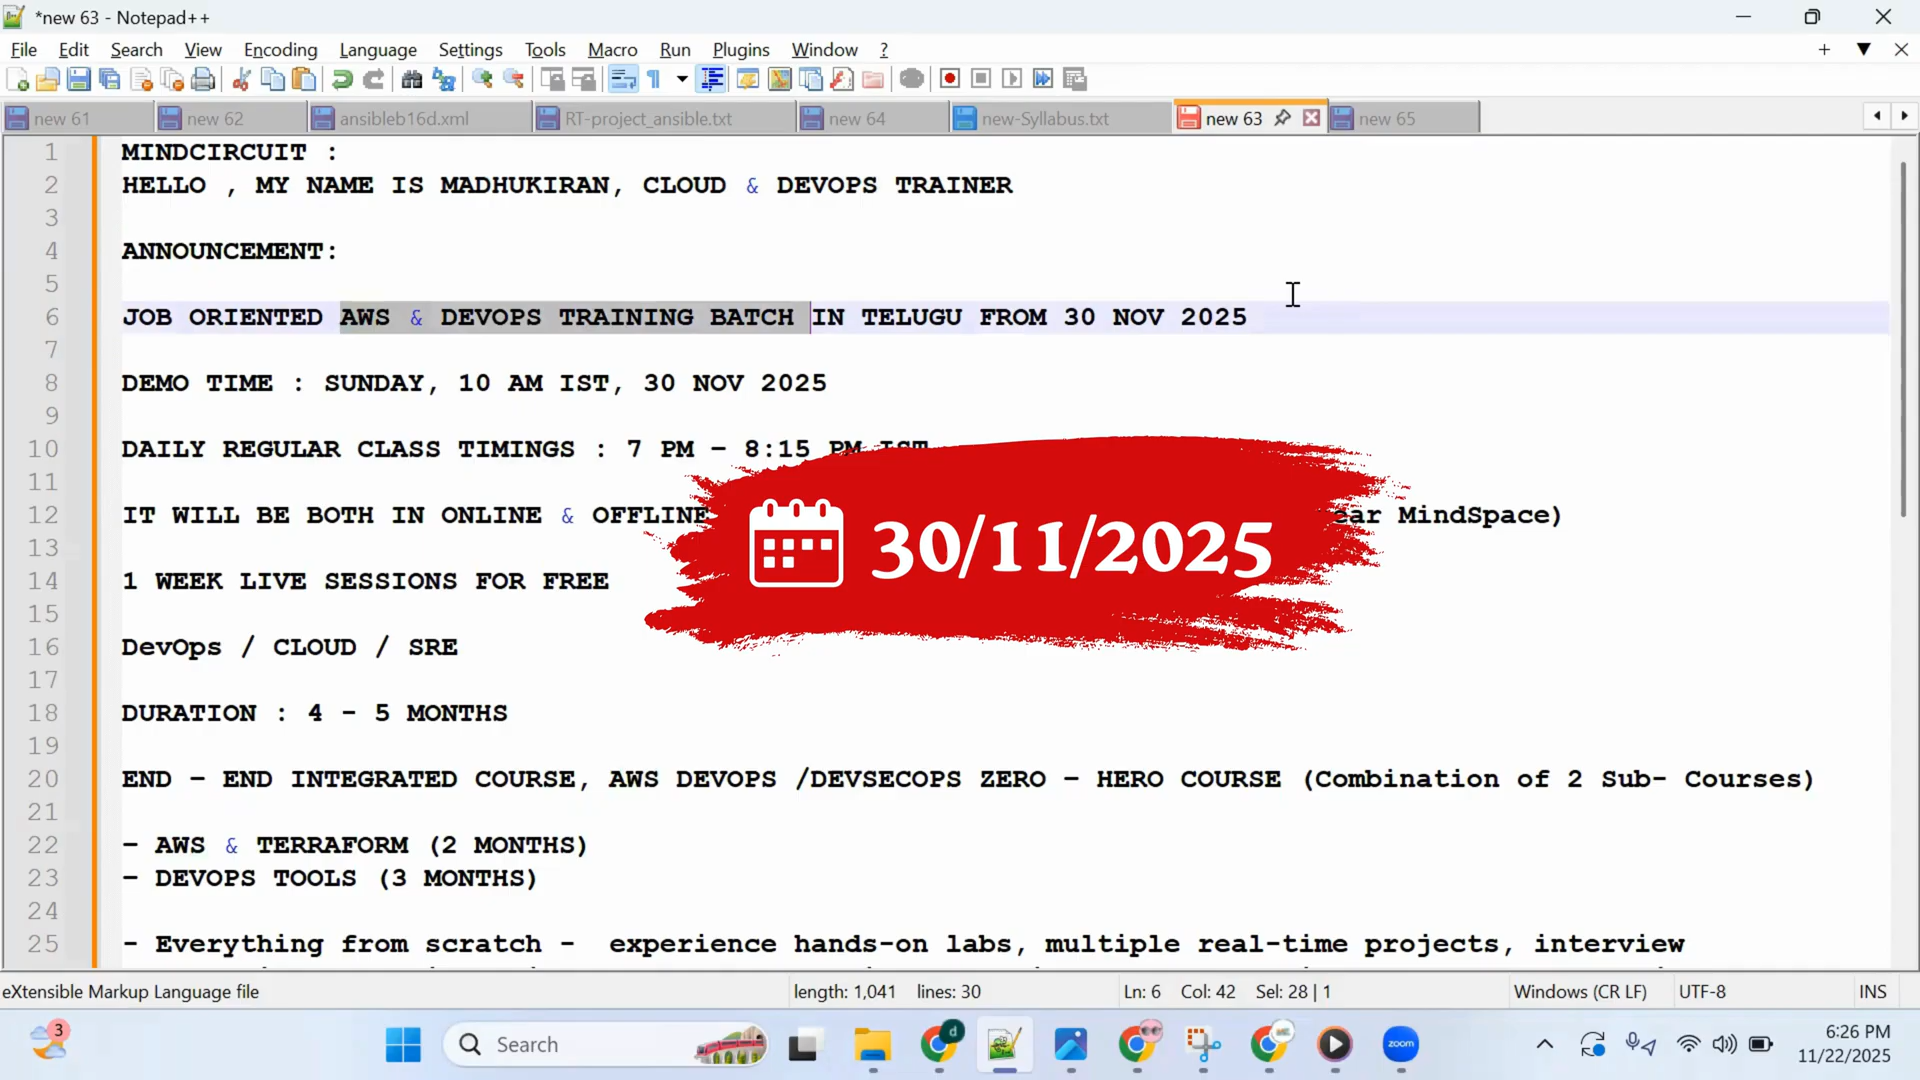 *new 63 - Notepad++
File Edit Search View Encoding Language Settings Tools Macro Run Plugins Window ?
new 61 new 62 ansibleb16d.xml RT-project_ansible.txt new 64 new-Syllabus.txt new 63 new 65
1 MINDCIRCUIT :
2 HELLO , MY NAME IS MADHUKIRAN, CLOUD & DEVOPS TRAINER
3
4 ANNOUNCEMENT:
5
6 JOB ORIENTED AWS & DEVOPS TRAINING BATCH IN TELUGU FROM 30 NOV 2025
7
8 DEMO TIME : SUNDAY, 10 AM IST, 30 NOV 2025
9
10 DAILY REGULAR CLASS TIMINGS : 7 PM – 8:15 PM IST
11
12 IT WILL BE BOTH IN ONLINE & OFFLINE MindSpace)
30/11/2025
13
14 1 WEEK LIVE SESSIONS FOR FREE
15
16 DevOps / CLOUD / SRE
17
18 DURATION : 4 - 5 MONTHS
19
20 END – END INTEGRATED COURSE, AWS DEVOPS /DEVSECOPS ZERO – HERO COURSE (Combination of 2 Sub- Courses)
21
22 – AWS & TERRAFORM (2 MONTHS)
23 – DEVOPS TOOLS (3 MONTHS)
24
25 - Everything from scratch - experience hands-on labs, multiple real-time projects, interview
eXtensible Markup Language file length: 1,041 lines: 30 Ln: 6 Col: 42 Sel: 28 | 1 Windows (CR LF) UTF-8 INS
3 Search d zoom 6:26 PM
11/22/2025